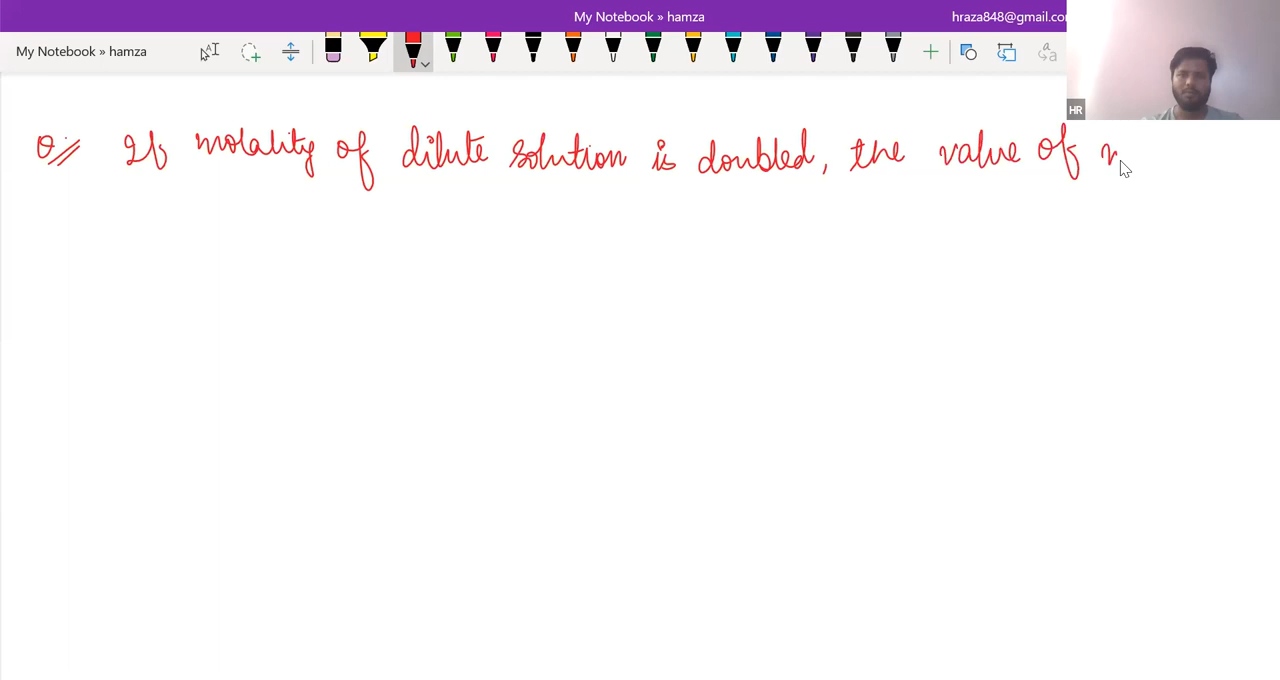 My Notebook » hamza
hraza848@gmail.co
My Notebook » hamza
HR
Q// If molality of dilute solution is doubled, the value of